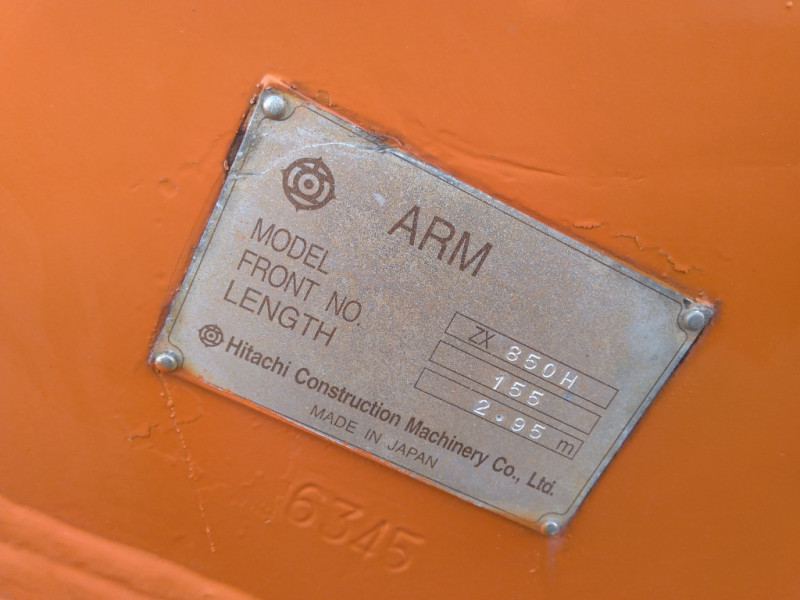 ARM
MODEL ZX 850H
FRONT NO. 155
LENGTH 2.95 m
Hitachi Construction Machinery Co., Ltd.
MADE IN JAPAN
6345